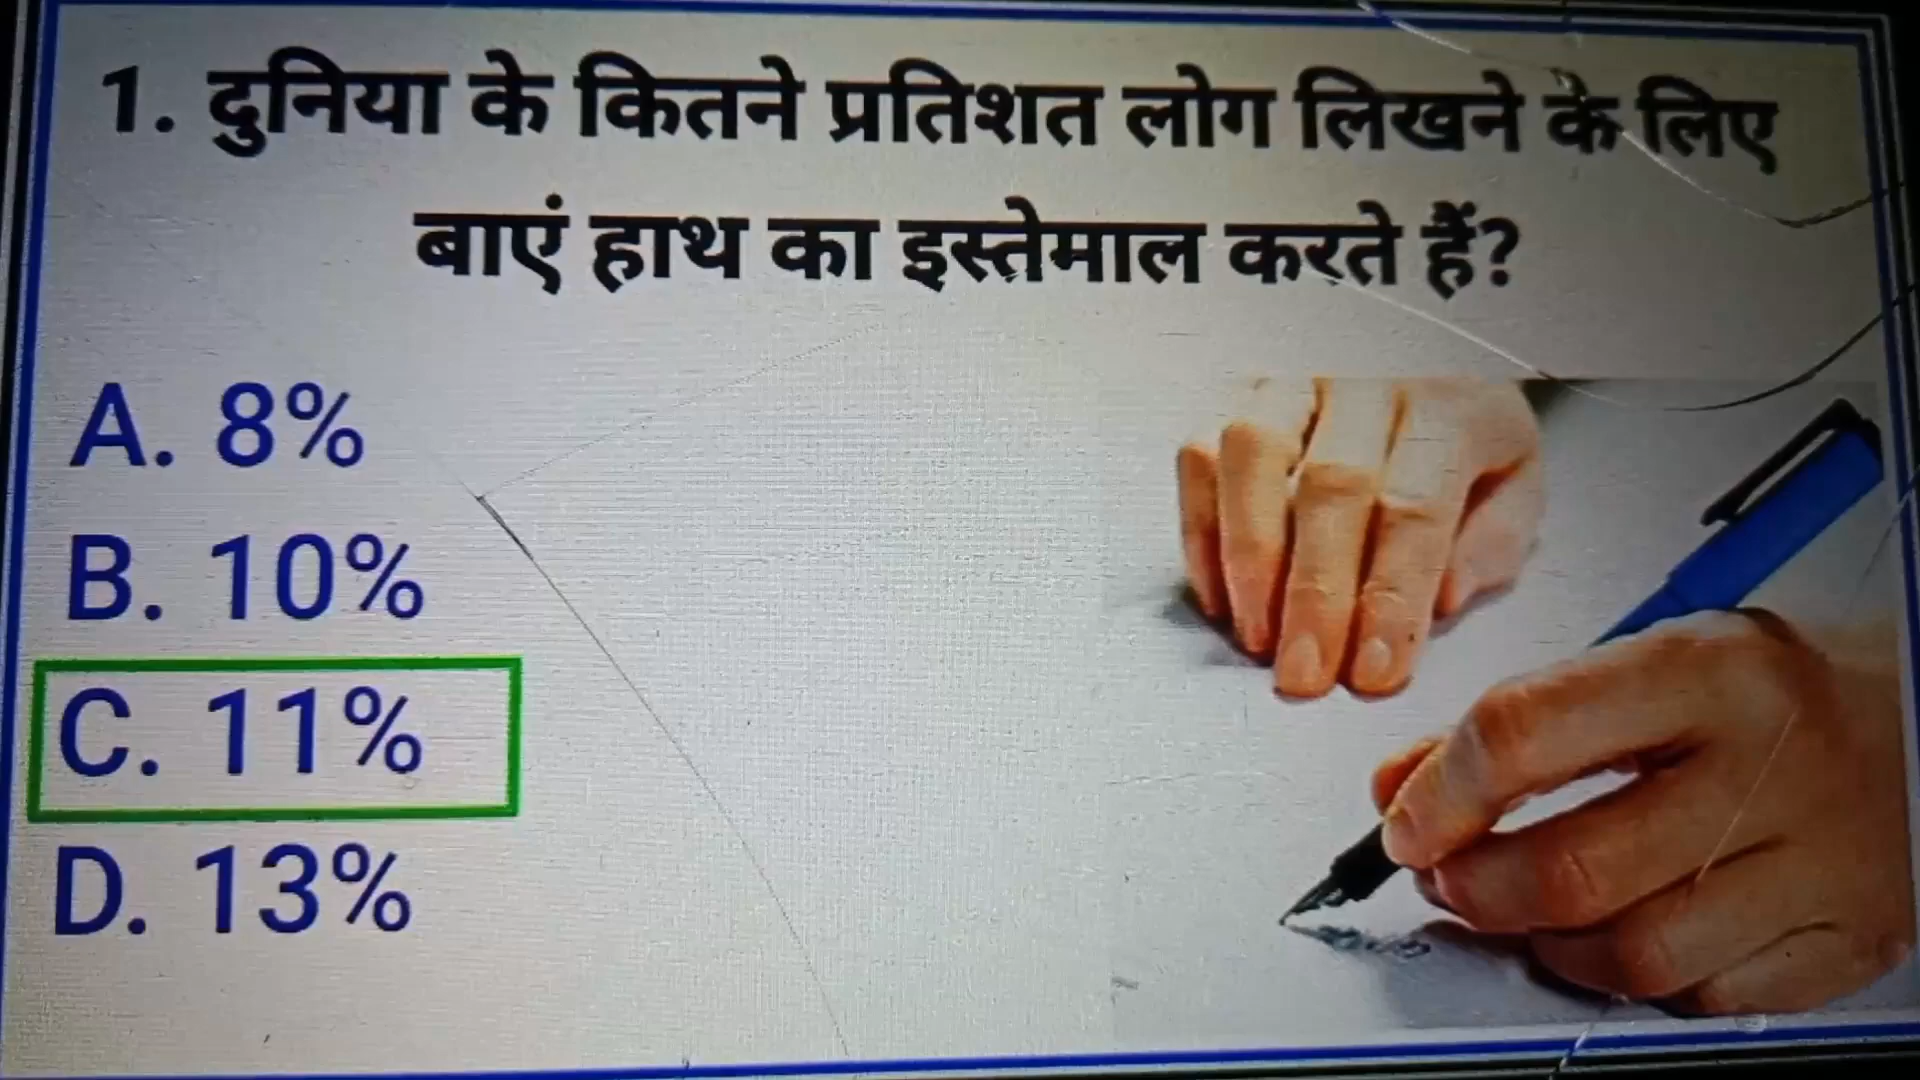 1. दुनिया के कितने प्रतिशत लोग लिखने के लिए
बाएं हाथ का इस्तेमाल करते हैं?
A. 8%
B. 10%
C. 11%
D. 13%